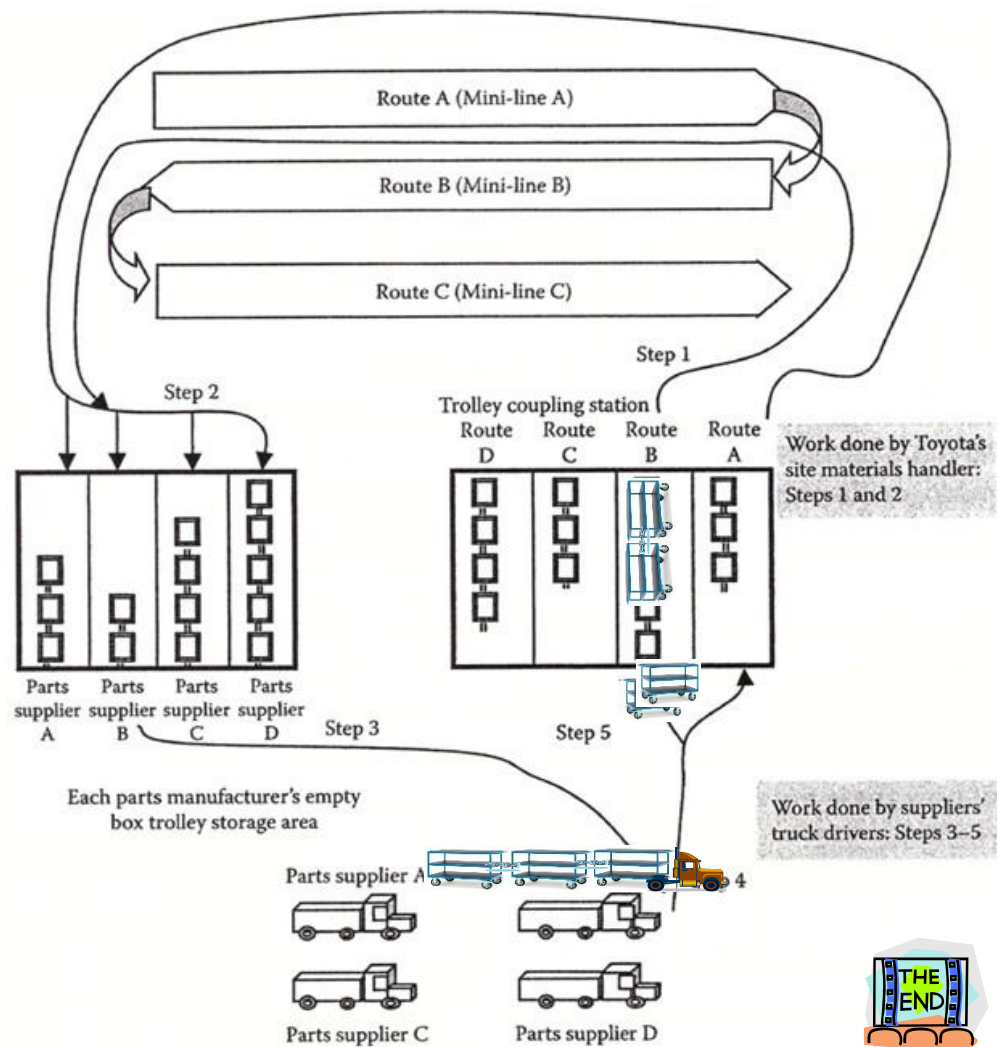 Route A (Mini-line A)
Route B (Mini-line B)
Route C (Mini-line C)
Step 1
Step 2
Trolley coupling station
Route Route Route Route
D C B A
Work done by Toyota's
site materials handler:
Steps 1 and 2
Parts Parts Parts Parts
supplier supplier supplier supplier
A B C D
Step 3
Step 5
Each parts manufacturer's empty
box trolley storage area
Work done by suppliers'
truck drivers: Steps 3–5
Parts supplier A
4
Parts supplier C
Parts supplier D
THE
END